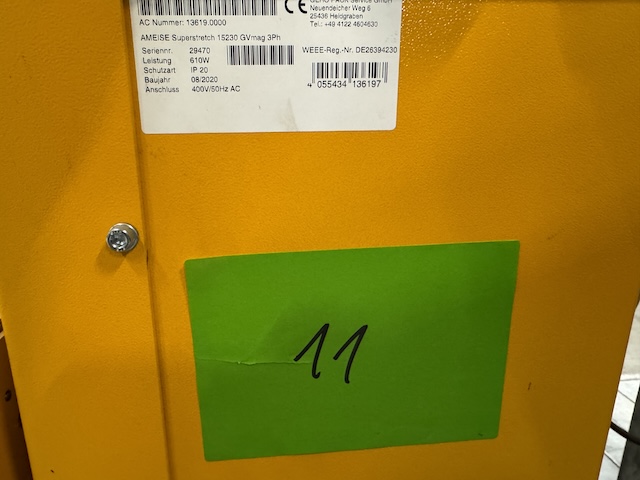 CE
Neuendeicher Weg 6
25436 Heidgraben
Tel.: +49 4122 4604630
AC Nummer: 13619.0000
AMEISE Superstretch 15230 GVmag 3Ph
Seriennr. 29470
WEEE-Reg.-Nr. DE26394230
Leistung 610W
Schutzart IP 20
Baujahr 08/2020
Anschluss 400V/50Hz AC
4 055434 136197
11